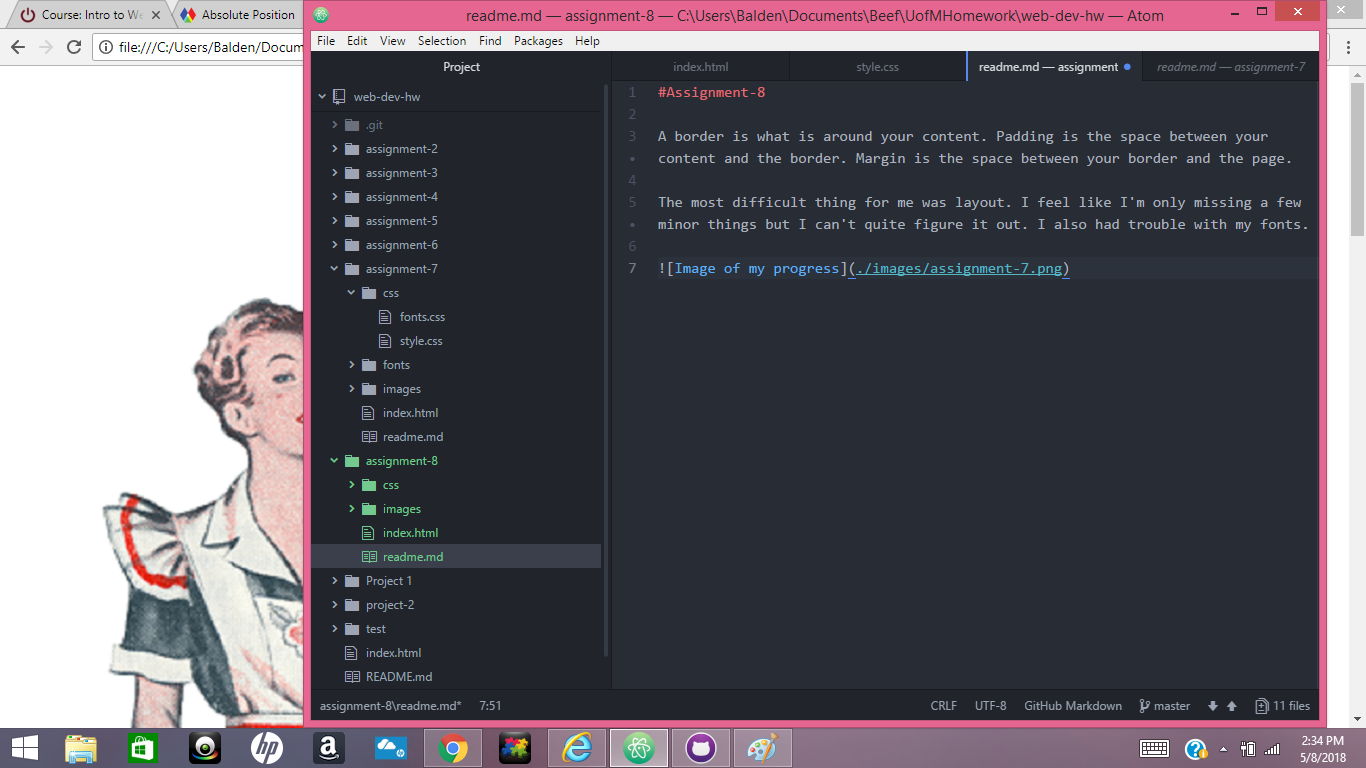 Course: Intro to We
Absolute Position
readme.md — assignment-8 — C:\Users\Balden\Documents\Beef\UofMHomework\web-dev-hw — Atom
file:///C:/Users/Balden/Docum
File Edit View Selection Find Packages Help
Project
index.html
style.css
readme.md — assignment
readme.md — assignment-7
web-dev-hw
.git
assignment-2
assignment-3
assignment-4
assignment-5
assignment-6
assignment-7
css
fonts.css
style.css
fonts
images
index.html
readme.md
assignment-8
css
images
index.html
readme.md
Project 1
project-2
test
index.html
README.md
1 #Assignment-8
2
3 A border is what is around your content. Padding is the space between your
• content and the border. Margin is the space between your border and the page.
4
5 The most difficult thing for me was layout. I feel like I'm only missing a few
• minor things but I can't quite figure it out. I also had trouble with my fonts.
6
7 ![Image of my progress](./images/assignment-7.png)
assignment-8\readme.md* 7:51
CRLF UTF-8 GitHub Markdown master 11 files
hp
a
2:34 PM
5/8/2018